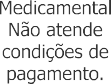 Medicamental
Não atende
condições de
pagamento.